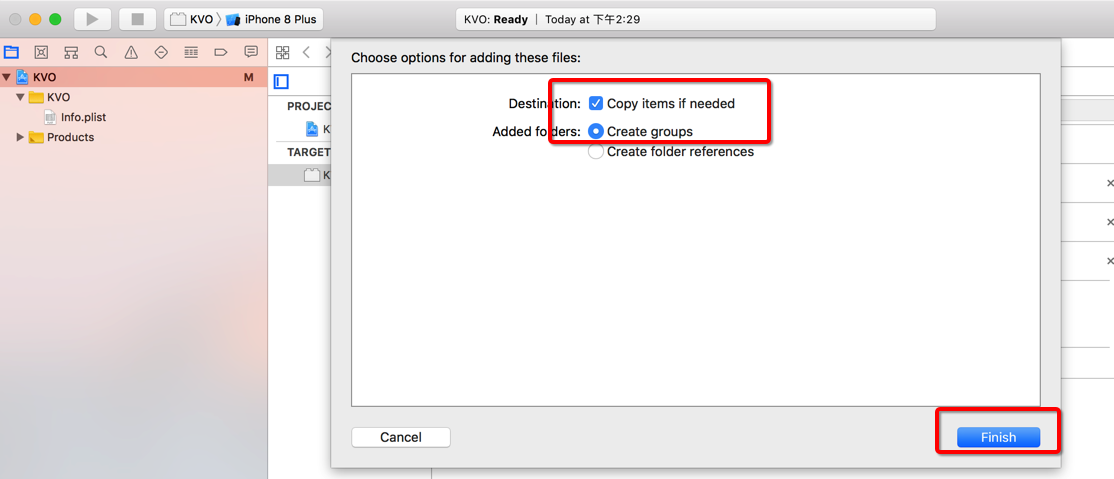 KVO 〉 iPhone 8 Plus
KVO: Ready | Today at 下午2:29
Choose options for adding these files:
KVO
M
KVO
Info.plist
Products
PROJEC
K
TARGET
K
Destination: Copy items if needed
Added folders: Create groups
Create folder references
Cancel
Finish